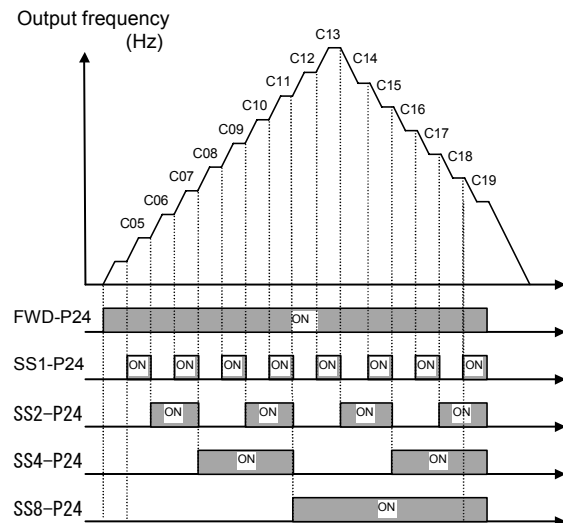 Output frequency
(Hz)
C13
C12
C14
C11
C15
C10
C16
C09
C17
C08
C18
C07
C19
C06
C05
FWD-P24
ON
SS1-P24
ON ON ON ON ON ON ON ON
SS2-P24
ON ON ON ON
SS4-P24
ON ON
SS8-P24
ON